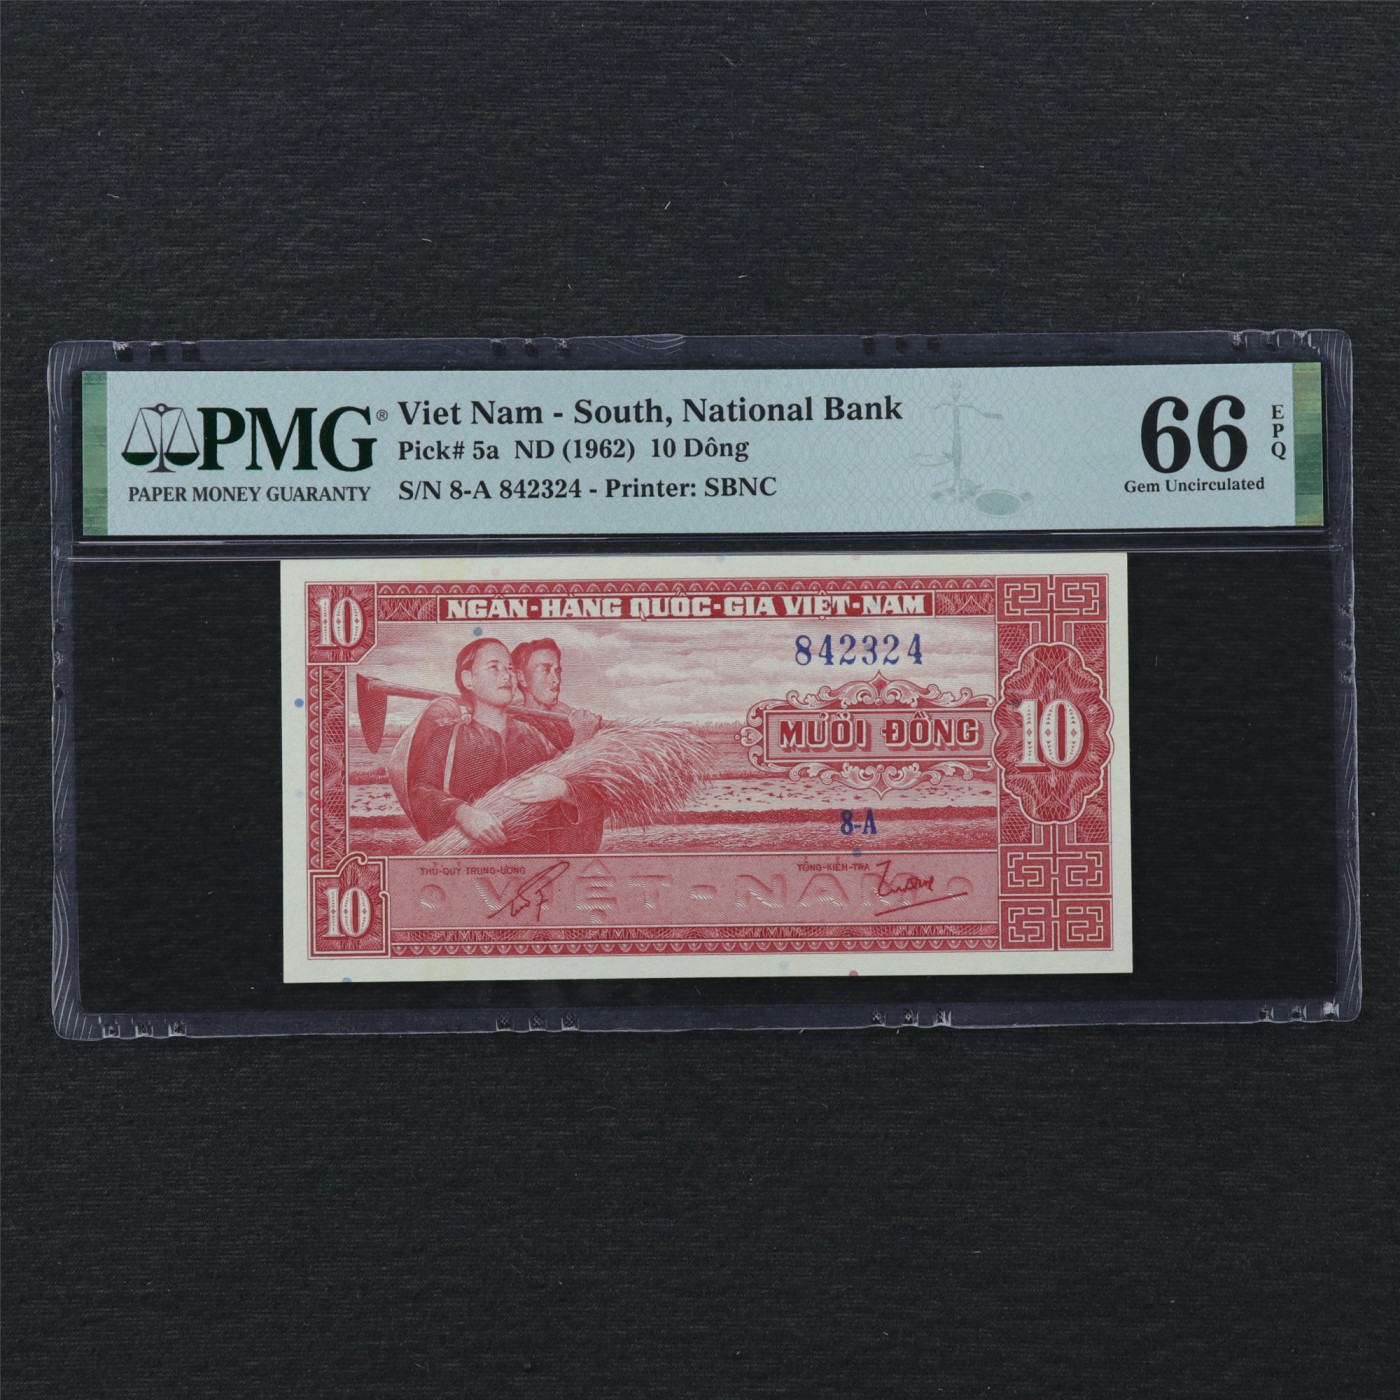 PMG®
PAPER MONEY GUARANTY
Viet Nam - South, National Bank
Pick# 5a ND (1962) 10 Dông
S/N 8-A 842324 - Printer: SBNC
66
EPQ
Gem Uncirculated
10
NGÂN-HÀNG QUỐC-GIA VIỆT-NAM
842324
MƯỜI ĐỒNG
10
8-A
THỦ-QUỸ TRUNG-ƯƠNG
TỔNG-KIỂM-TRA
VIỆT-NAM
10